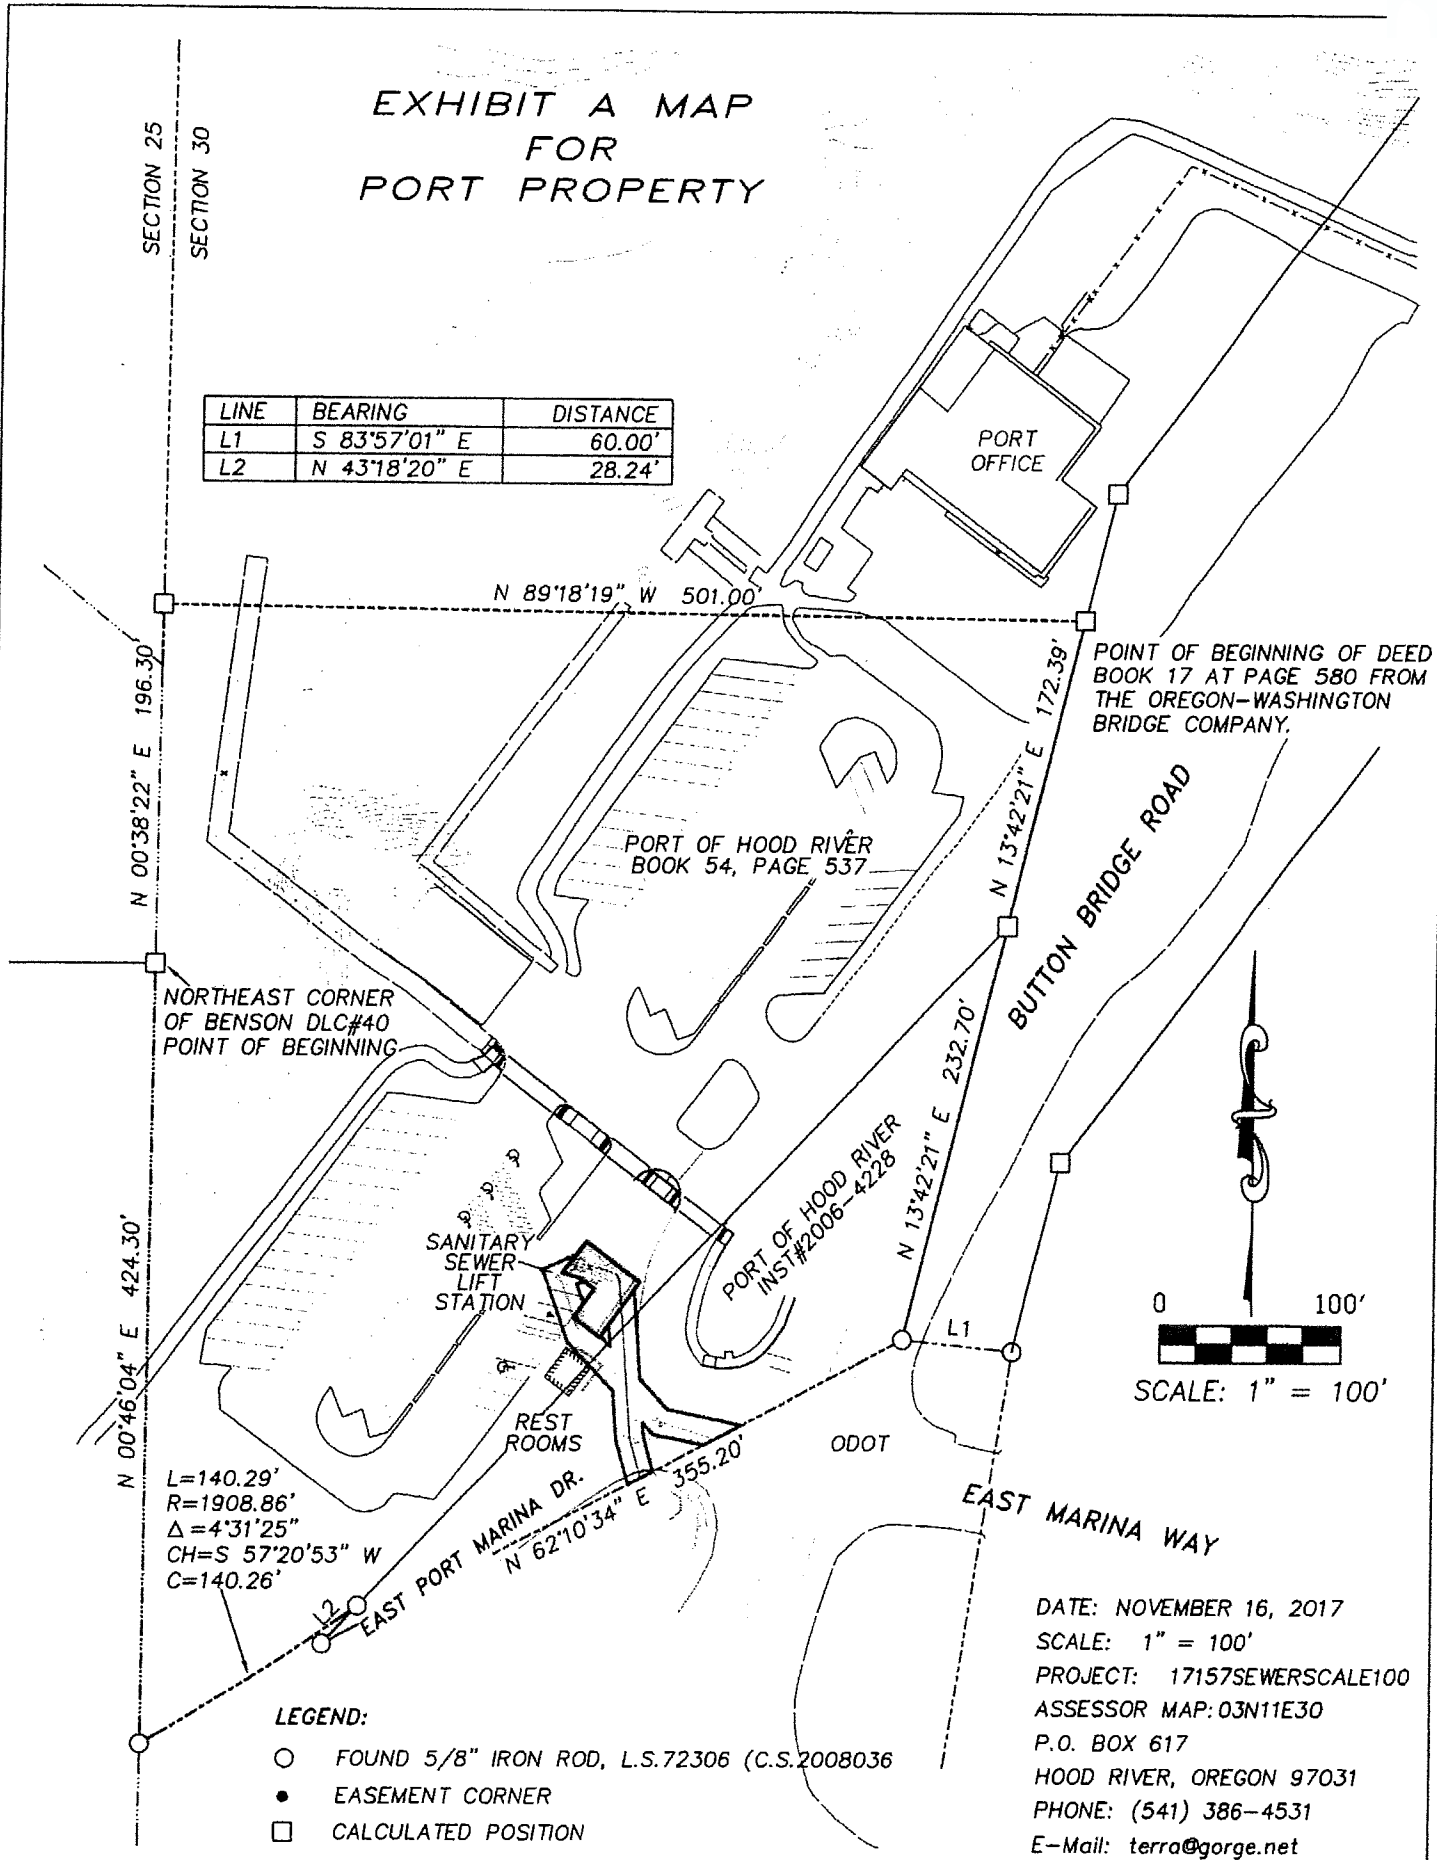 EXHIBIT A MAP
FOR
PORT PROPERTY
SECTION 25
SECTION 30
LINE BEARING DISTANCE
L1 S 83°57'01" E 60.00'
L2 N 43°18'20" E 28.24'
PORT
OFFICE
N 89°18'19" W 501.00'
N 00°38'22" E 196.30'
N 13°42'21" E 172.39'
POINT OF BEGINNING OF DEED
BOOK 17 AT PAGE 580 FROM
THE OREGON-WASHINGTON
BRIDGE COMPANY.
PORT OF HOOD RIVER
BOOK 54, PAGE 537
BUTTON BRIDGE ROAD
NORTHEAST CORNER
OF BENSON DLC#40
POINT OF BEGINNING
N 13°42'21" E 232.70'
PORT OF HOOD RIVER
INST#2006-4228
N 00°46'04" E 424.30'
SANITARY
SEWER
LIFT
STATION
L1
0 100'
SCALE: 1" = 100'
REST
ROOMS
ODOT
L=140.29'
R=1908.86'
Δ=4°31'25"
CH=S 57°20'53" W
C=140.26'
EAST PORT MARINA DR.
N 62°10'34" E 355.20'
EAST MARINA WAY
L2
DATE: NOVEMBER 16, 2017
SCALE: 1" = 100'
PROJECT: 17157SEWERSCALE100
ASSESSOR MAP: 03N11E30
P.O. BOX 617
HOOD RIVER, OREGON 97031
PHONE: (541) 386-4531
E-Mail: terra@gorge.net
LEGEND:
FOUND 5/8" IRON ROD, L.S.72306 (C.S.2008036
EASEMENT CORNER
CALCULATED POSITION